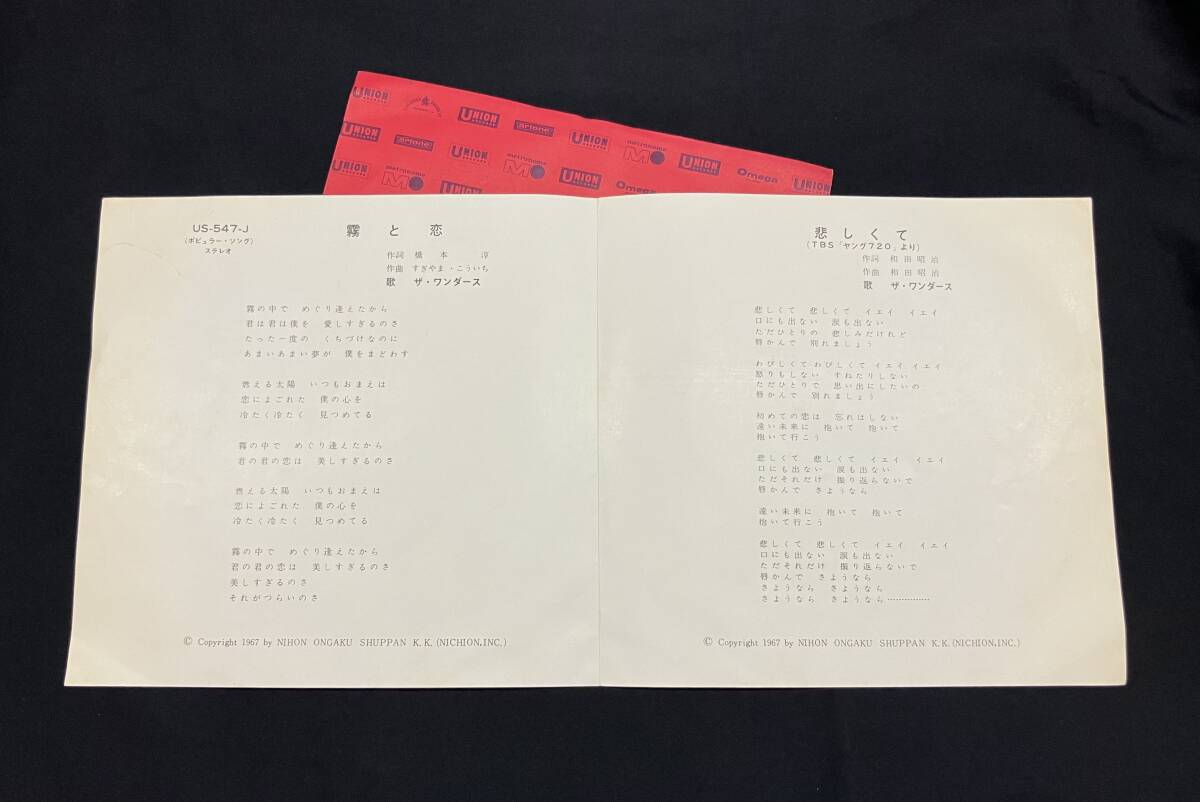 UNION RECORDS
UNION RECORDS
artone
UNION RECORDS
metronome
UNION RECORDS
UNION RECORDS
artone
UNION RECORDS
metronome
UNION RECORDS
Omega
UNION RECORDS
metronome
UNION RECORDS
Omega
UNION RECORDS
US-547-J
(ポピュラー・ソング)
ステレオ
霧と恋
作詞 橋本 淳
作曲 すぎやま・こういち
歌 ザ・ワンダース
霧の中で めぐり逢えたから
君は君は僕を 愛しすぎるのさ
たった一度の くちづけなのに
あまいあまい夢が 僕をまどわす
燃える太陽 いつもおまえは
恋によごれた 僕の心を
冷たく冷たく 見つめてる
霧の中で めぐり逢えたから
君の君の恋は 美しすぎるのさ
燃える太陽 いつもおまえは
恋によごれた 僕の心を
冷たく冷たく 見つめてる
霧の中で めぐり逢えたから
君の君の恋は 美しすぎるのさ
美しすぎるのさ
それがつらいのさ
© Copyright 1967 by NIHON ONGAKU SHUPPAN K.K. (NICHION,INC.)
悲しくて
(TBS「ヤング720」より)
作詞 和田昭治
作曲 和田昭治
歌 ザ・ワンダース
悲しくて 悲しくて イエイ イエイ
口にも出ない 涙も出ない
ただひとりの 悲しみだけれど
唇かんで 別れましょう
わびしくて わびしくて イエイ イエイ
怒りもしない すねたりしない
ただひとりで 思い出にしたいの
唇かんで 別れましょう
初めての恋は 忘れはしない
遠い未来に 抱いて 抱いて
抱いて行こう
悲しくて 悲しくて イエイ イエイ
口にも出ない 涙も出ない
ただそれだけ 振り返らないで
唇かんで さようなら
遠い未来に 抱いて 抱いて
抱いて行こう
悲しくて 悲しくて イエイ イエイ
口にも出ない 涙も出ない
ただそれだけ 振り返らないで
唇かんで さようなら
さようなら さようなら
さようなら さようなら……………
© Copyright 1967 by NIHON ONGAKU SHUPPAN K.K. (NICHION,INC.)